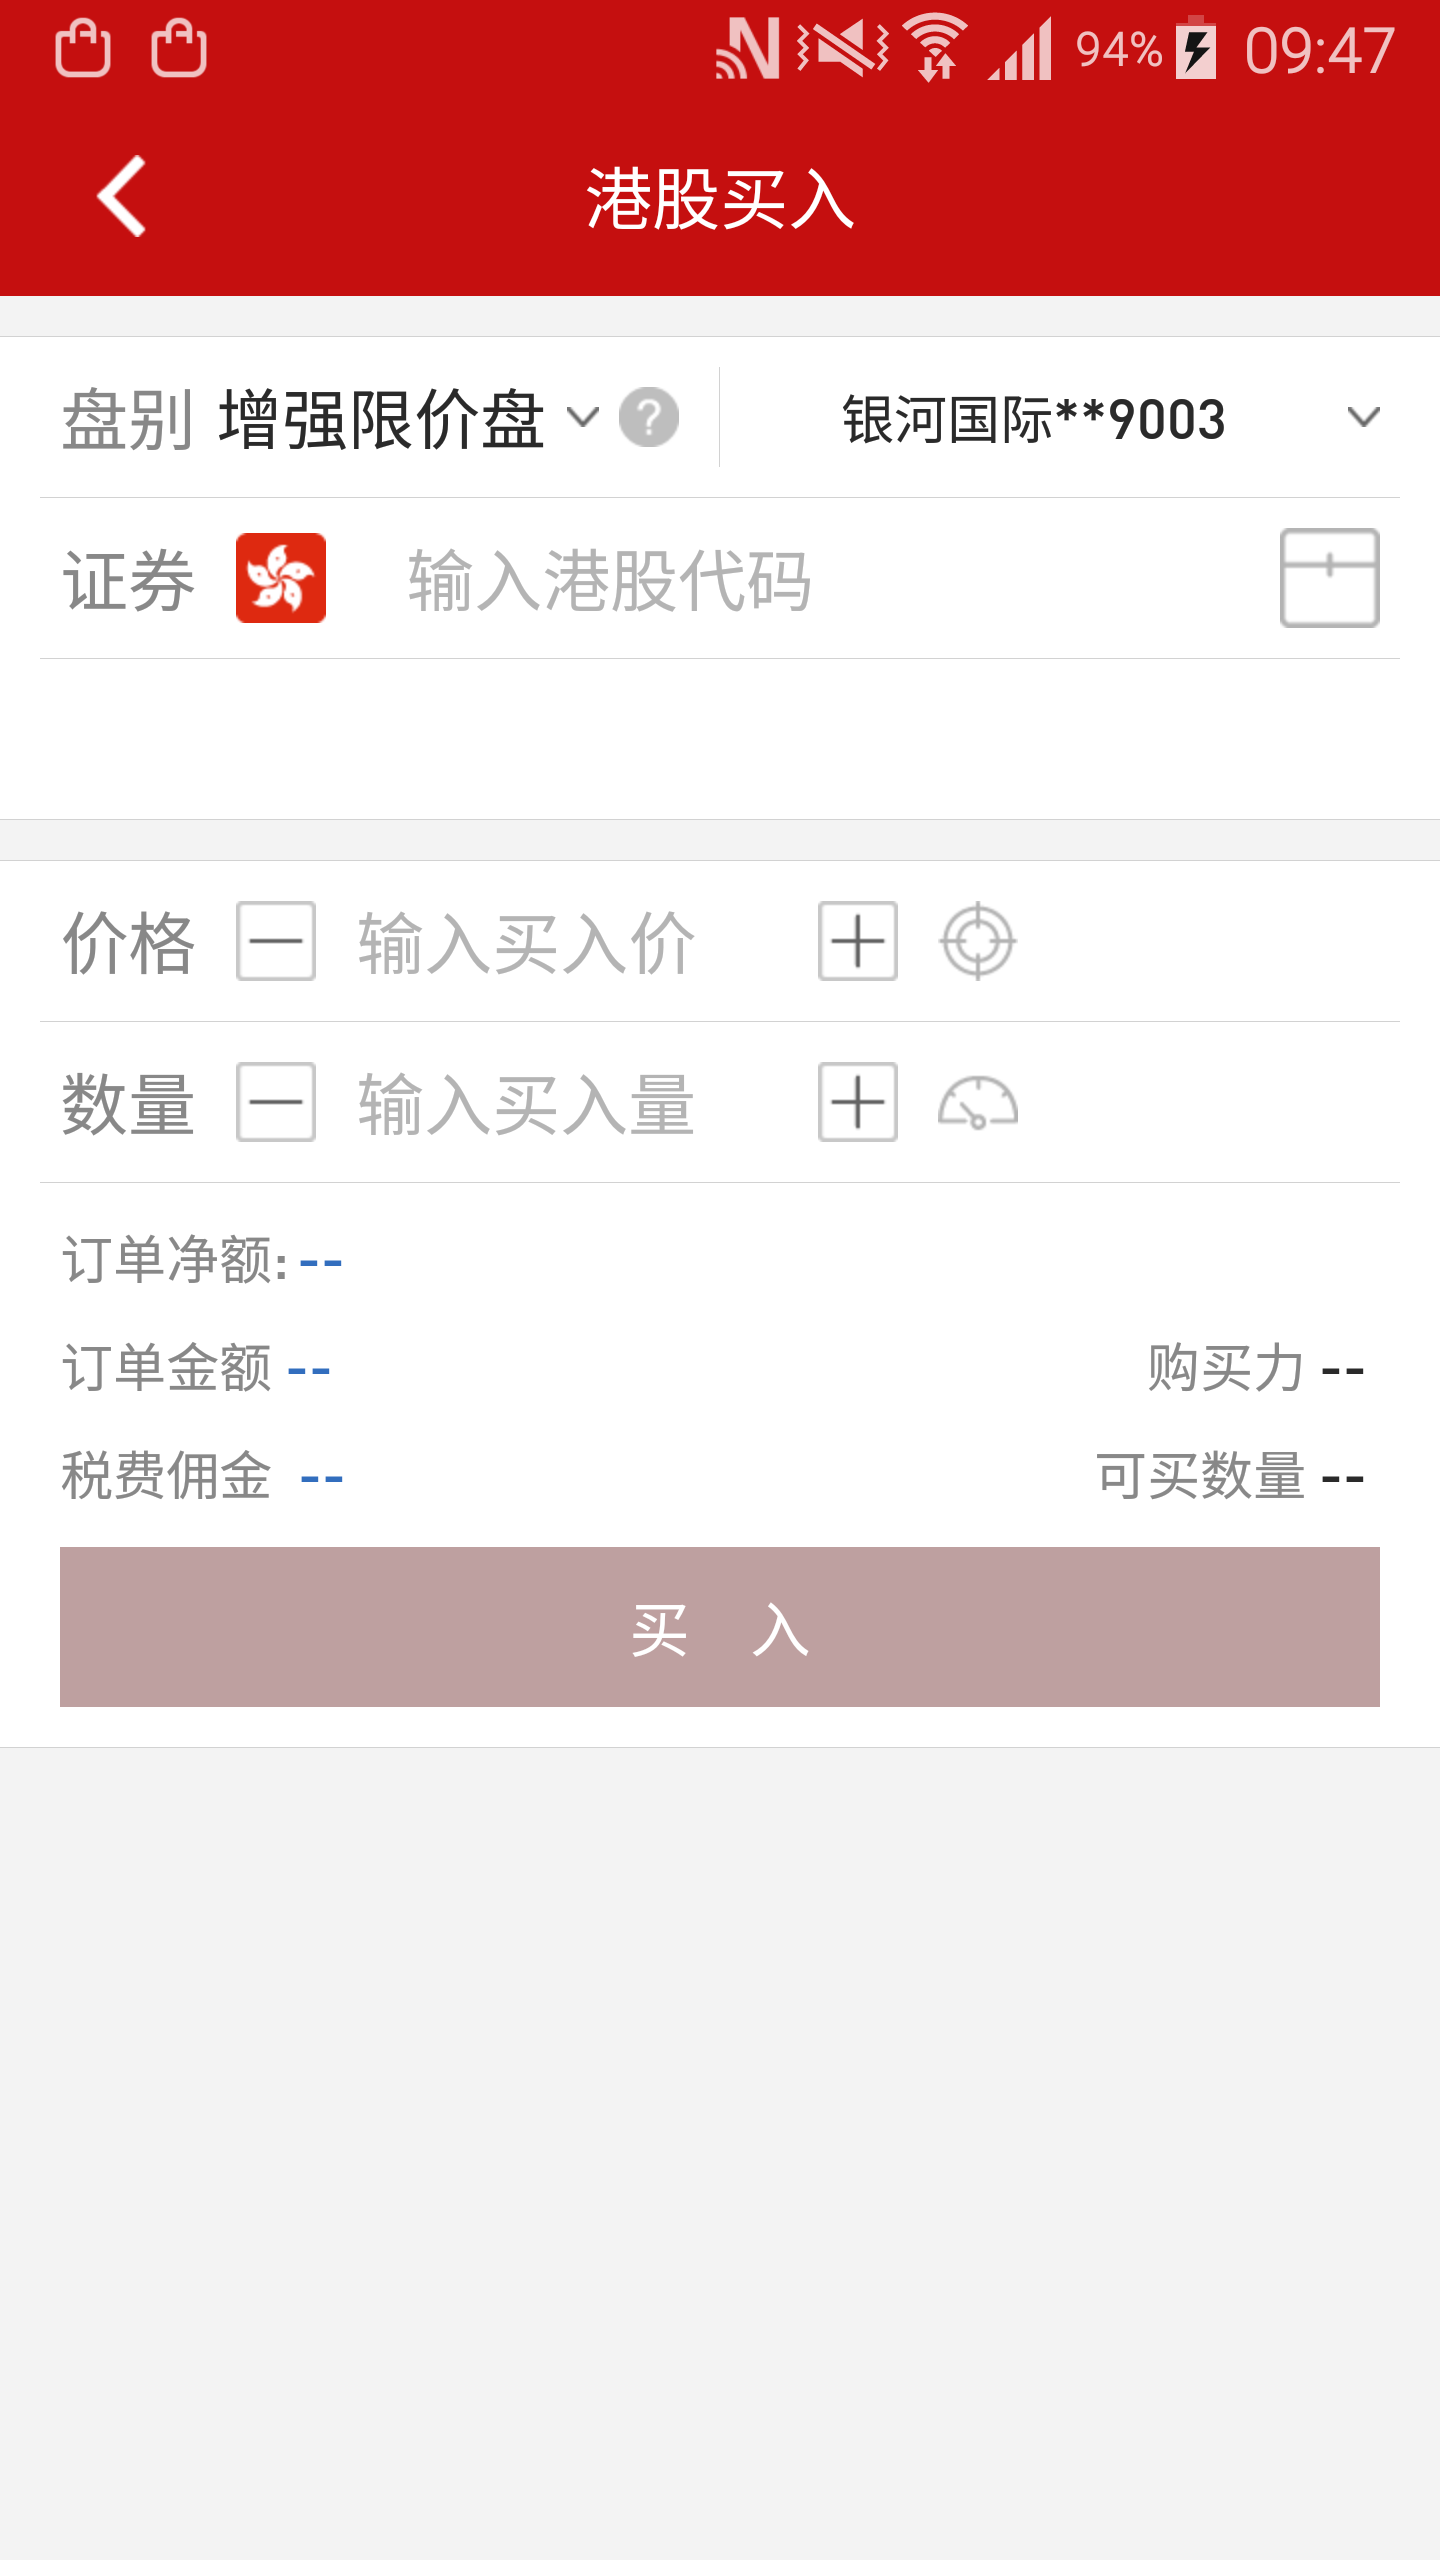 94% 09:47
港股买入
盘别 增强限价盘 ? 银河国际**9003
证券 输入港股代码
价格 输入买入价
数量 输入买入量
订单净额: --
订单金额 -- 购买力 --
税费佣金 -- 可买数量 --
买 入